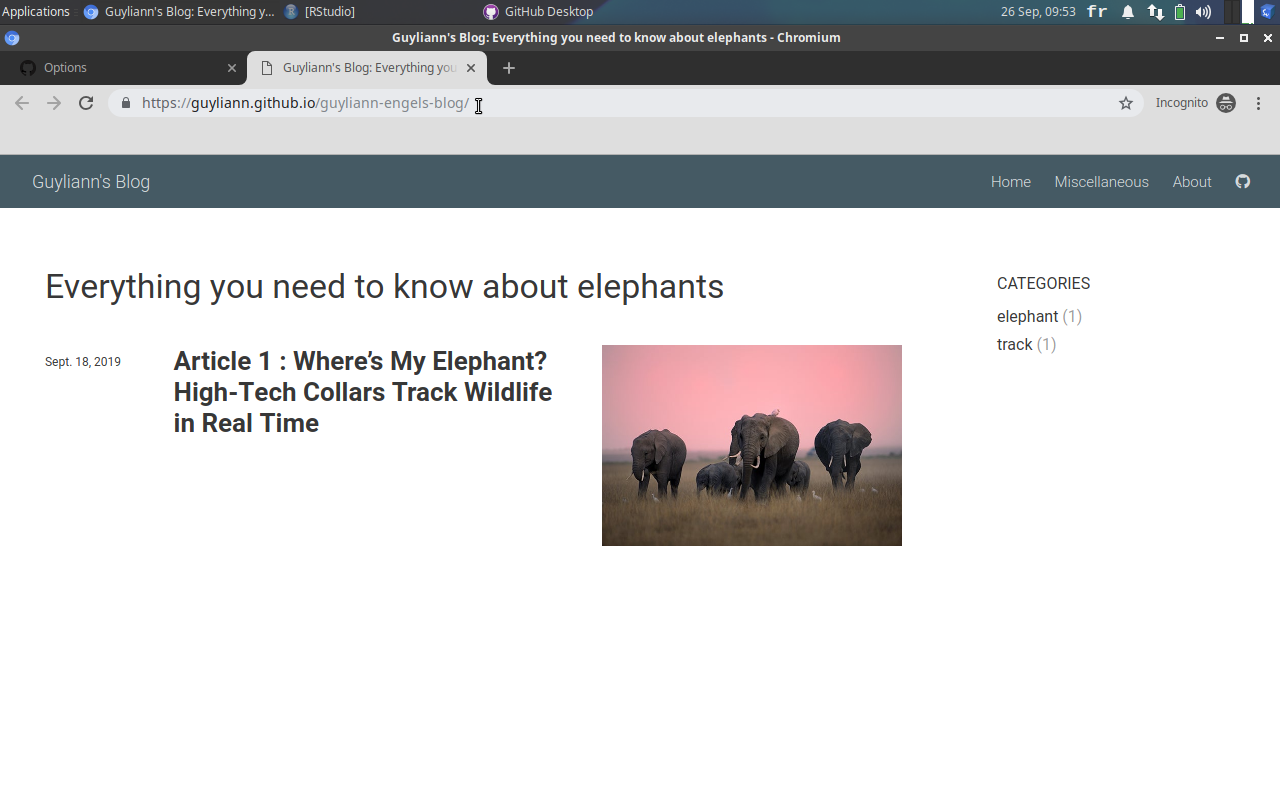 Applications
Guyliann's Blog: Everything y...
[RStudio]
GitHub Desktop
26 Sep, 09:53
fr
Guyliann's Blog: Everything you need to know about elephants - Chromium
Options
Guyliann's Blog: Everything you
https://guyliann.github.io/guyliann-engels-blog/
Incognito
Guyliann's Blog
Home
Miscellaneous
About
Everything you need to know about elephants
Sept. 18, 2019
Article 1 : Where’s My Elephant?
High-Tech Collars Track Wildlife
in Real Time
CATEGORIES
elephant (1)
track (1)